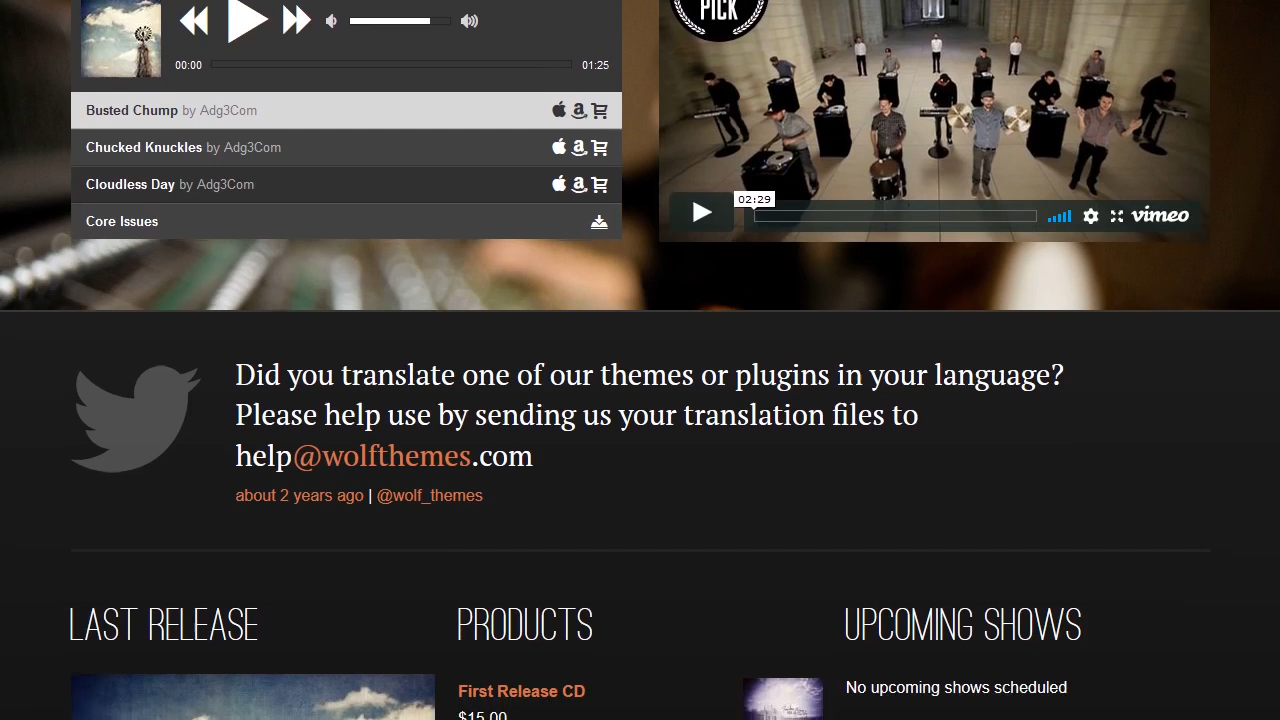 PICK
00:00
01:25
Busted Chump by Adg3Com
Chucked Knuckles by Adg3Com
Cloudless Day by Adg3Com
Core Issues
02:29
vimeo
Did you translate one of our themes or plugins in your language?
Please help use by sending us your translation files to
help@wolfthemes.com
about 2 years ago | @wolf_themes
LAST RELEASE
PRODUCTS
UPCOMING SHOWS
First Release CD
$15.00
No upcoming shows scheduled